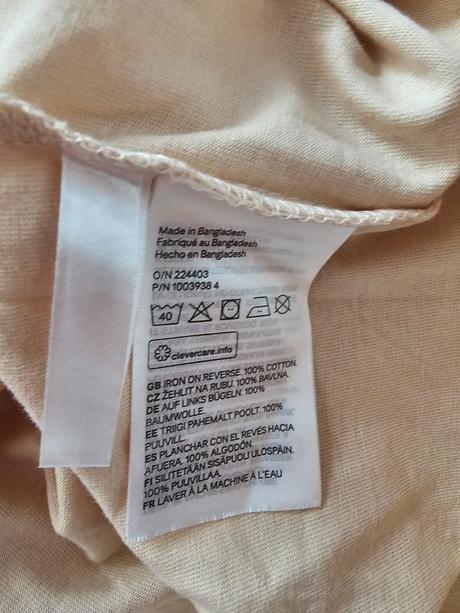 Made in Bangladesh
Fabriqué au Bangladesh
Hecho en Bangladesh
O/N 224403
P/N 1003938 4
40
clevercare.info
GB IRON ON REVERSE. 100% COTTON.
CZ ŽEHLIT NA RUBU. 100% BAVLNA.
DE AUF LINKS BÜGELN. 100%
BAUMWOLLE.
EE TRIIGI PAHEMALT POOLT. 100%
PUUVILL.
ES PLANCHAR CON EL REVÉS HACIA
AFUERA. 100% ALGODÓN.
FI SILITETÄÄN SISÄPUOLI ULOSPÄIN.
100% PUUVILLAA.
FR LAVER À LA MACHINE À L'EAU